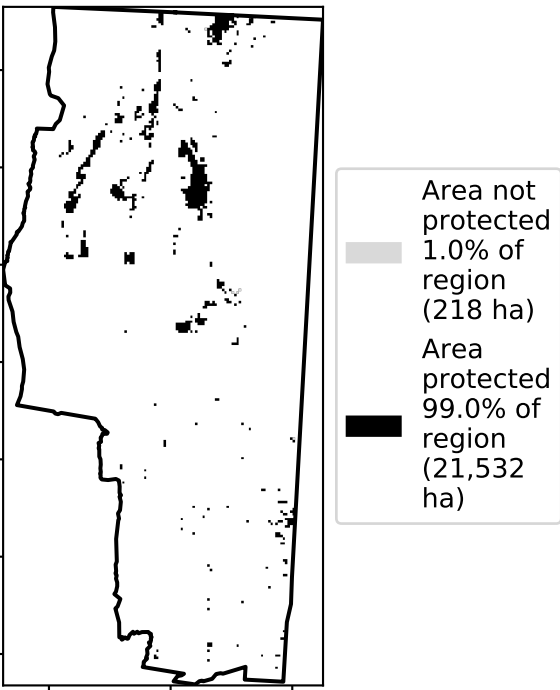 Area not
protected
1.0% of
region
(218 ha)
Area
protected
99.0% of
region
(21,532
ha)